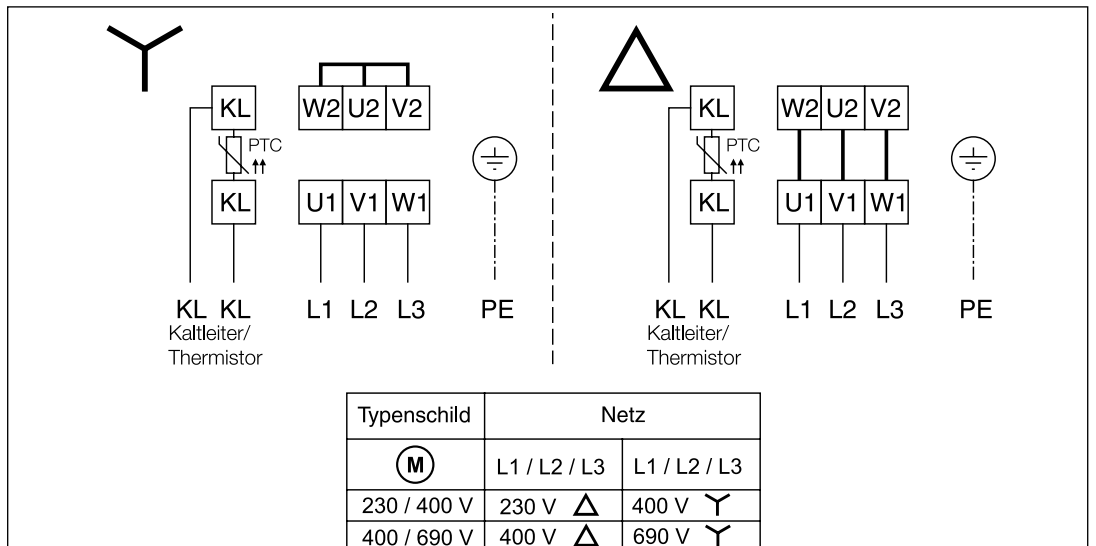 KL W2 U2 V2
PTC
KL U1 V1 W1
KL KL L1 L2 L3 PE
Kaltleiter/
Thermistor
KL W2 U2 V2
PTC
KL U1 V1 W1
KL KL L1 L2 L3 PE
Kaltleiter/
Thermistor
Typenschild Netz
M L1 / L2 / L3 L1 / L2 / L3
230 / 400 V 230 V 400 V
400 / 690 V 400 V 690 V